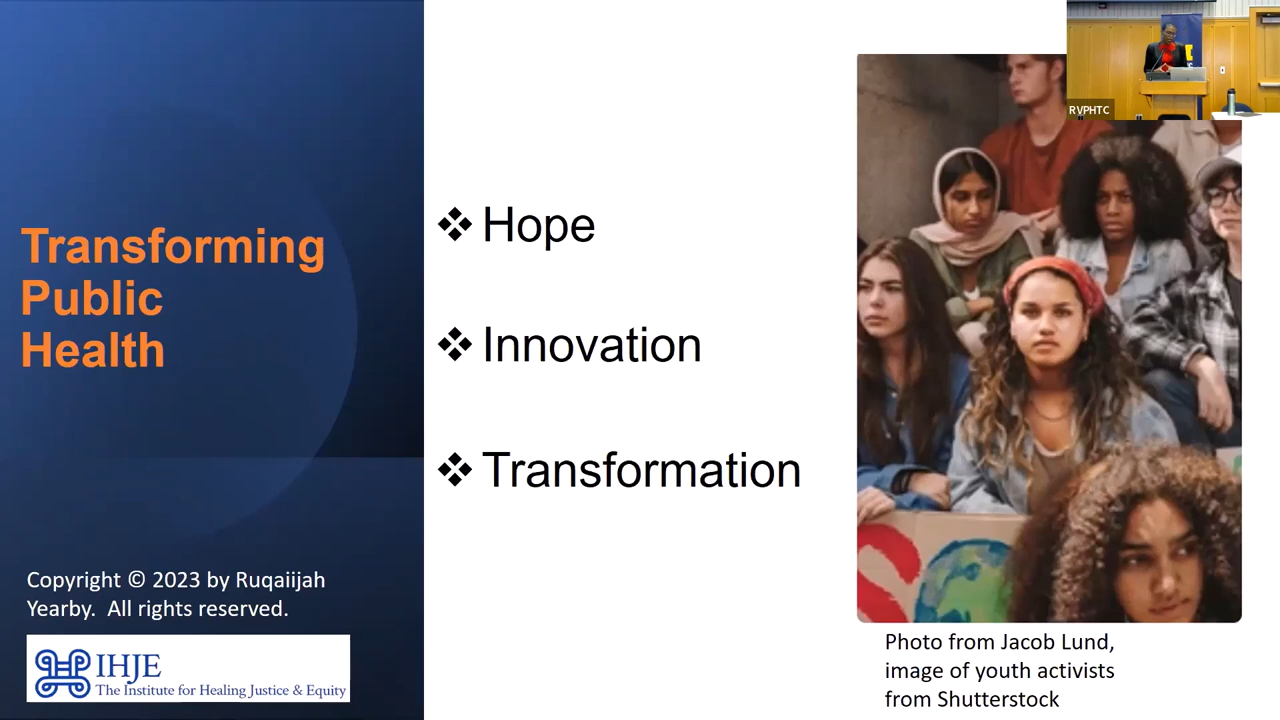 Transforming
Public
Health
Copyright © 2023 by Ruqaiijah
Yearby.  All rights reserved.
IHJE
The Institute for Healing Justice & Equity
❖ Hope
❖ Innovation
❖ Transformation
RVPHTC
Photo from Jacob Lund,
image of youth activists
from Shutterstock